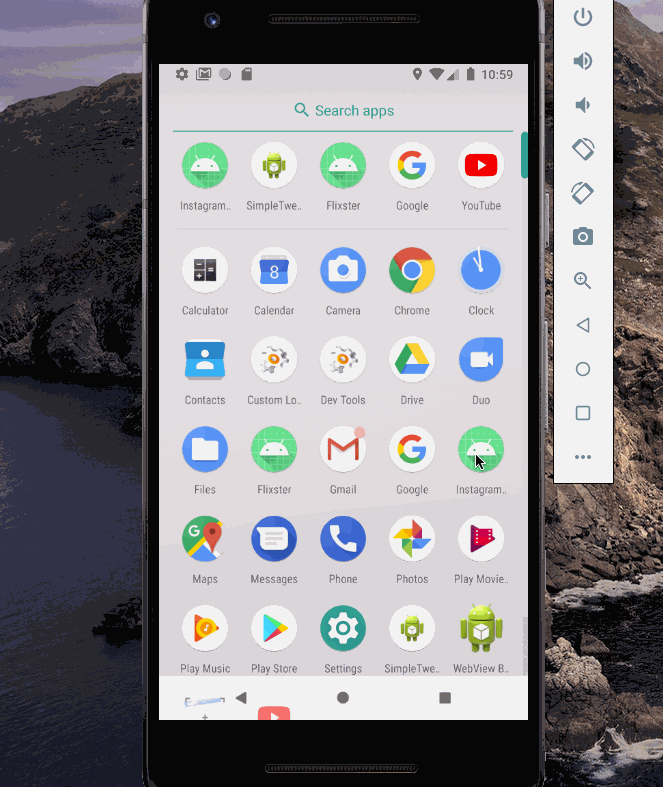 10:59
Search apps
Instagram.. SimpleTwe.. Flixster Google YouTube
8
Calculator Calendar Camera Chrome Clock
Contacts Custom Lo.. Dev Tools Drive Duo
Files Flixster Gmail Google Instagram..
G
Maps Messages Phone Photos Play Movie..
Play Music Play Store Settings SimpleTwe.. WebView B..